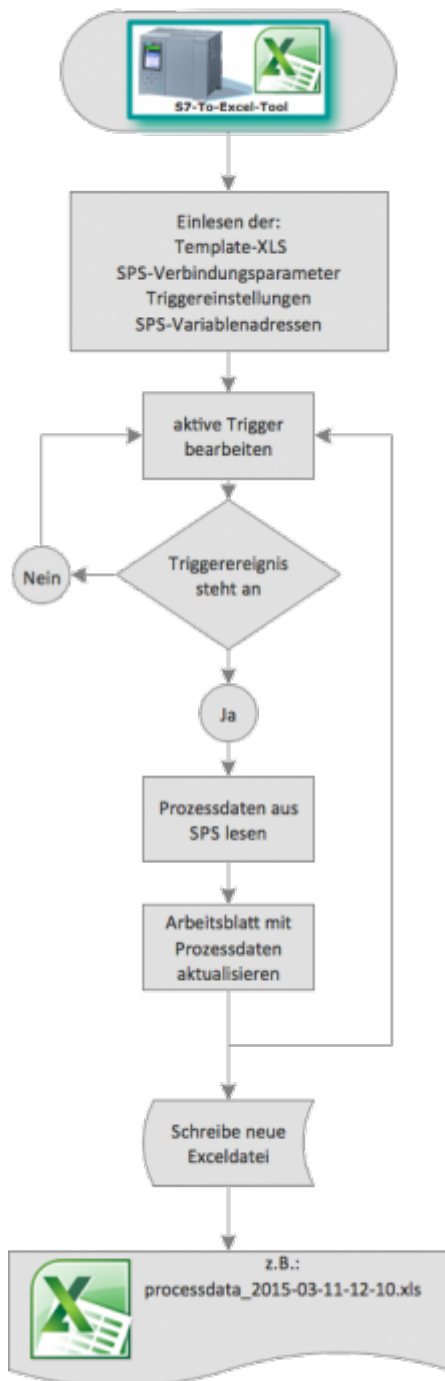 S7-To-Excel-Tool
Einlesen der:
Template-XLS
SPS-Verbindungsparameter
Triggereinstellungen
SPS-Variablenadressen
aktive Trigger
bearbeiten
Triggerereignis
steht an
Nein
Ja
Prozessdaten aus
SPS lesen
Arbeitsblatt mit
Prozessdaten
aktualisieren
Schreibe neue
Exceldatei
z.B.:
processdata_2015-03-11-12-10.xls